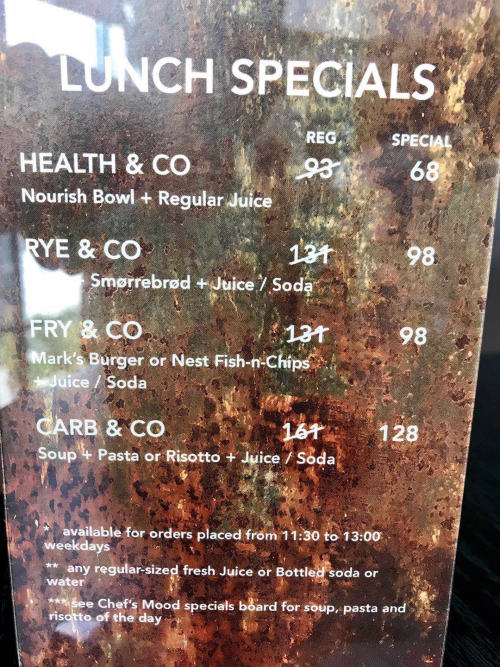 LUNCH SPECIALS
REG SPECIAL
HEALTH & CO 93 68
Nourish Bowl + Regular Juice
RYE & CO 131 98
+ Smørrebrød + Juice / Soda
FRY & CO 131 98
Mark's Burger or Nest Fish-n-Chips
+ Juice / Soda
CARB & CO 161 128
Soup + Pasta or Risotto + Juice / Soda
* available for orders placed from 11:30 to 13:00
weekdays
** any regular-sized fresh Juice or Bottled soda or
water
*** see Chef's Mood specials board for soup, pasta and
risotto of the day